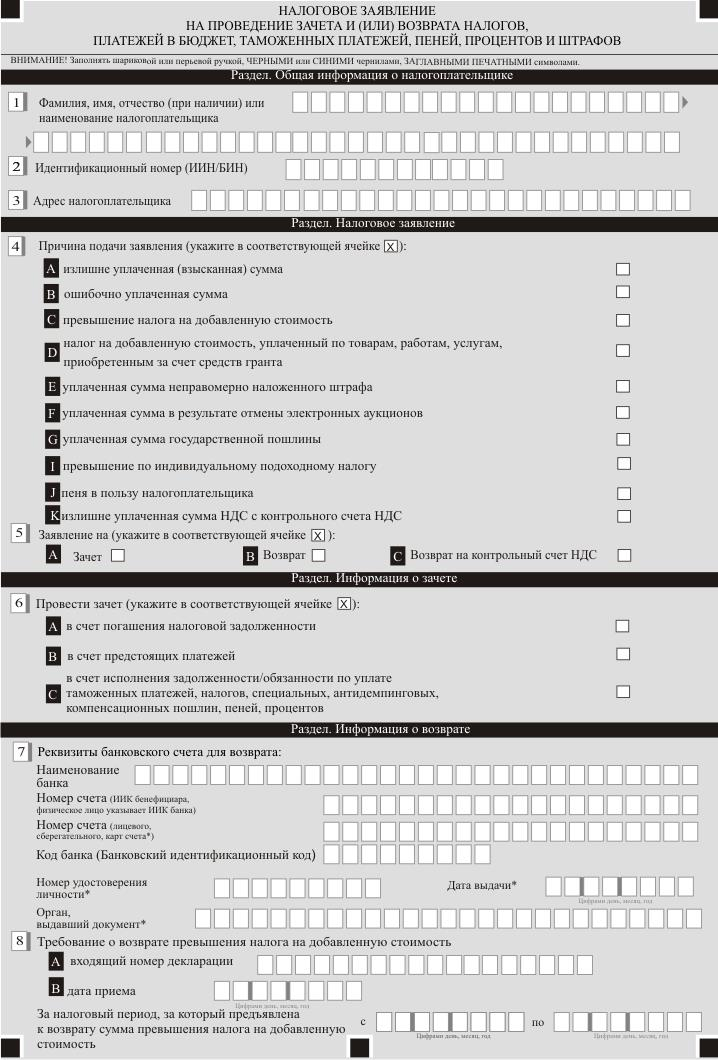 НАЛОГОВОЕ ЗАЯВЛЕНИЕ
НА ПРОВЕДЕНИЕ ЗАЧЕТА И (ИЛИ) ВОЗВРАТА НАЛОГОВ,
ПЛАТЕЖЕЙ В БЮДЖЕТ, ТАМОЖЕННЫХ ПЛАТЕЖЕЙ, ПЕНЕЙ, ПРОЦЕНТОВ И ШТРАФОВ
ВНИМАНИЕ! Заполнять шариковой или перьевой ручкой, ЧЕРНЫМИ или СИНИМИ чернилами, ЗАГЛАВНЫМИ ПЕЧАТНЫМИ символами.
Раздел. Общая информация о налогоплательщике
1 Фамилия, имя, отчество (при наличии) или
наименование налогоплательщика
2 Идентификационный номер (ИИН/БИН)
3 Адрес налогоплательщика
Раздел. Налоговое заявление
4 Причина подачи заявления (укажите в соответствующей ячейке X):
A излишне уплаченная (взысканная) сумма
B ошибочно уплаченная сумма
C превышение налога на добавленную стоимость
D налог на добавленную стоимость, уплаченный по товарам, работам, услугам,
приобретенным за счет средств гранта
E уплаченная сумма неправомерно наложенного штрафа
F уплаченная сумма в результате отмены электронных аукционов
G уплаченная сумма государственной пошлины
I превышение по индивидуальному подоходному налогу
J пеня в пользу налогоплательщика
K излишне уплаченная сумма НДС с контрольного счета НДС
5 Заявление на (укажите в соответствующей ячейке X):
A Зачет B Возврат C Возврат на контрольный счет НДС
Раздел. Информация о зачете
6 Провести зачет (укажите в соответствующей ячейке X):
A в счет погашения налоговой задолженности
B в счет предстоящих платежей
C в счет исполнения задолженности/обязанности по уплате
таможенных платежей, налогов, специальных, антидемпинговых,
компенсационных пошлин, пеней, процентов
Раздел. Информация о возврате
7 Реквизиты банковского счета для возврата:
Наименование
банка
Номер счета (ИИК бенефициара,
физическое лицо указывает ИИК банка)
Номер счета (лицевого,
сберегательного, карт счета*)
Код банка (Банковский идентификационный код)
Номер удостоверения
личности*
Дата выдачи*
Цифрами день, месяц, год
Орган,
выдавший документ*
8 Требование о возврате превышения налога на добавленную стоимость
A входящий номер декларации
B дата приема
Цифрами день, месяц, год
За налоговый период, за который предъявлена
к возврату сумма превышения налога на добавленную
стоимость
с по
Цифрами день, месяц, год Цифрами день, месяц, год